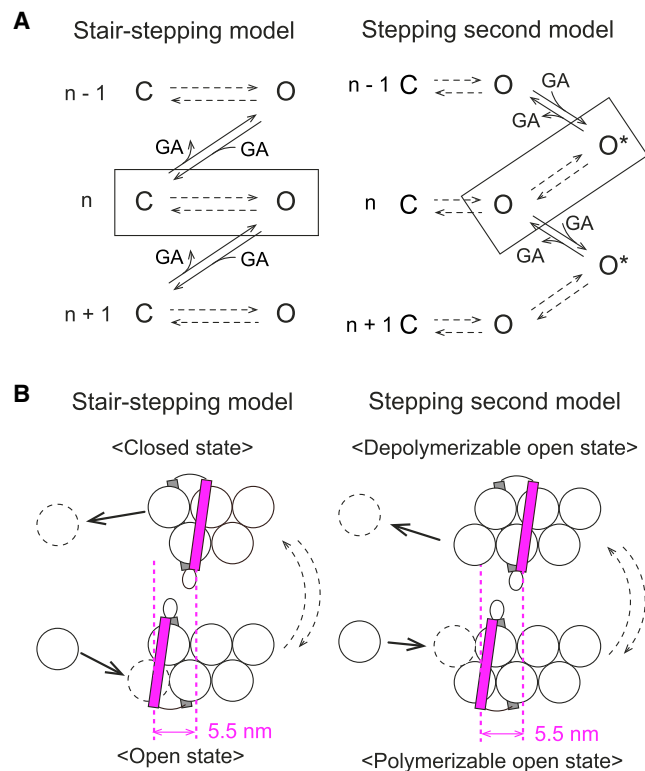 A
Stair-stepping model
Stepping second model
n - 1 C O
GA GA
n C O
GA GA
n + 1 C O
n - 1 C O GA
GA O*
n C O
GA
GA O*
n + 1 C O
B
Stair-stepping model
Stepping second model
<Closed state>
<Depolymerizable open state>
5.5 nm
5.5 nm
<Open state>
<Polymerizable open state>